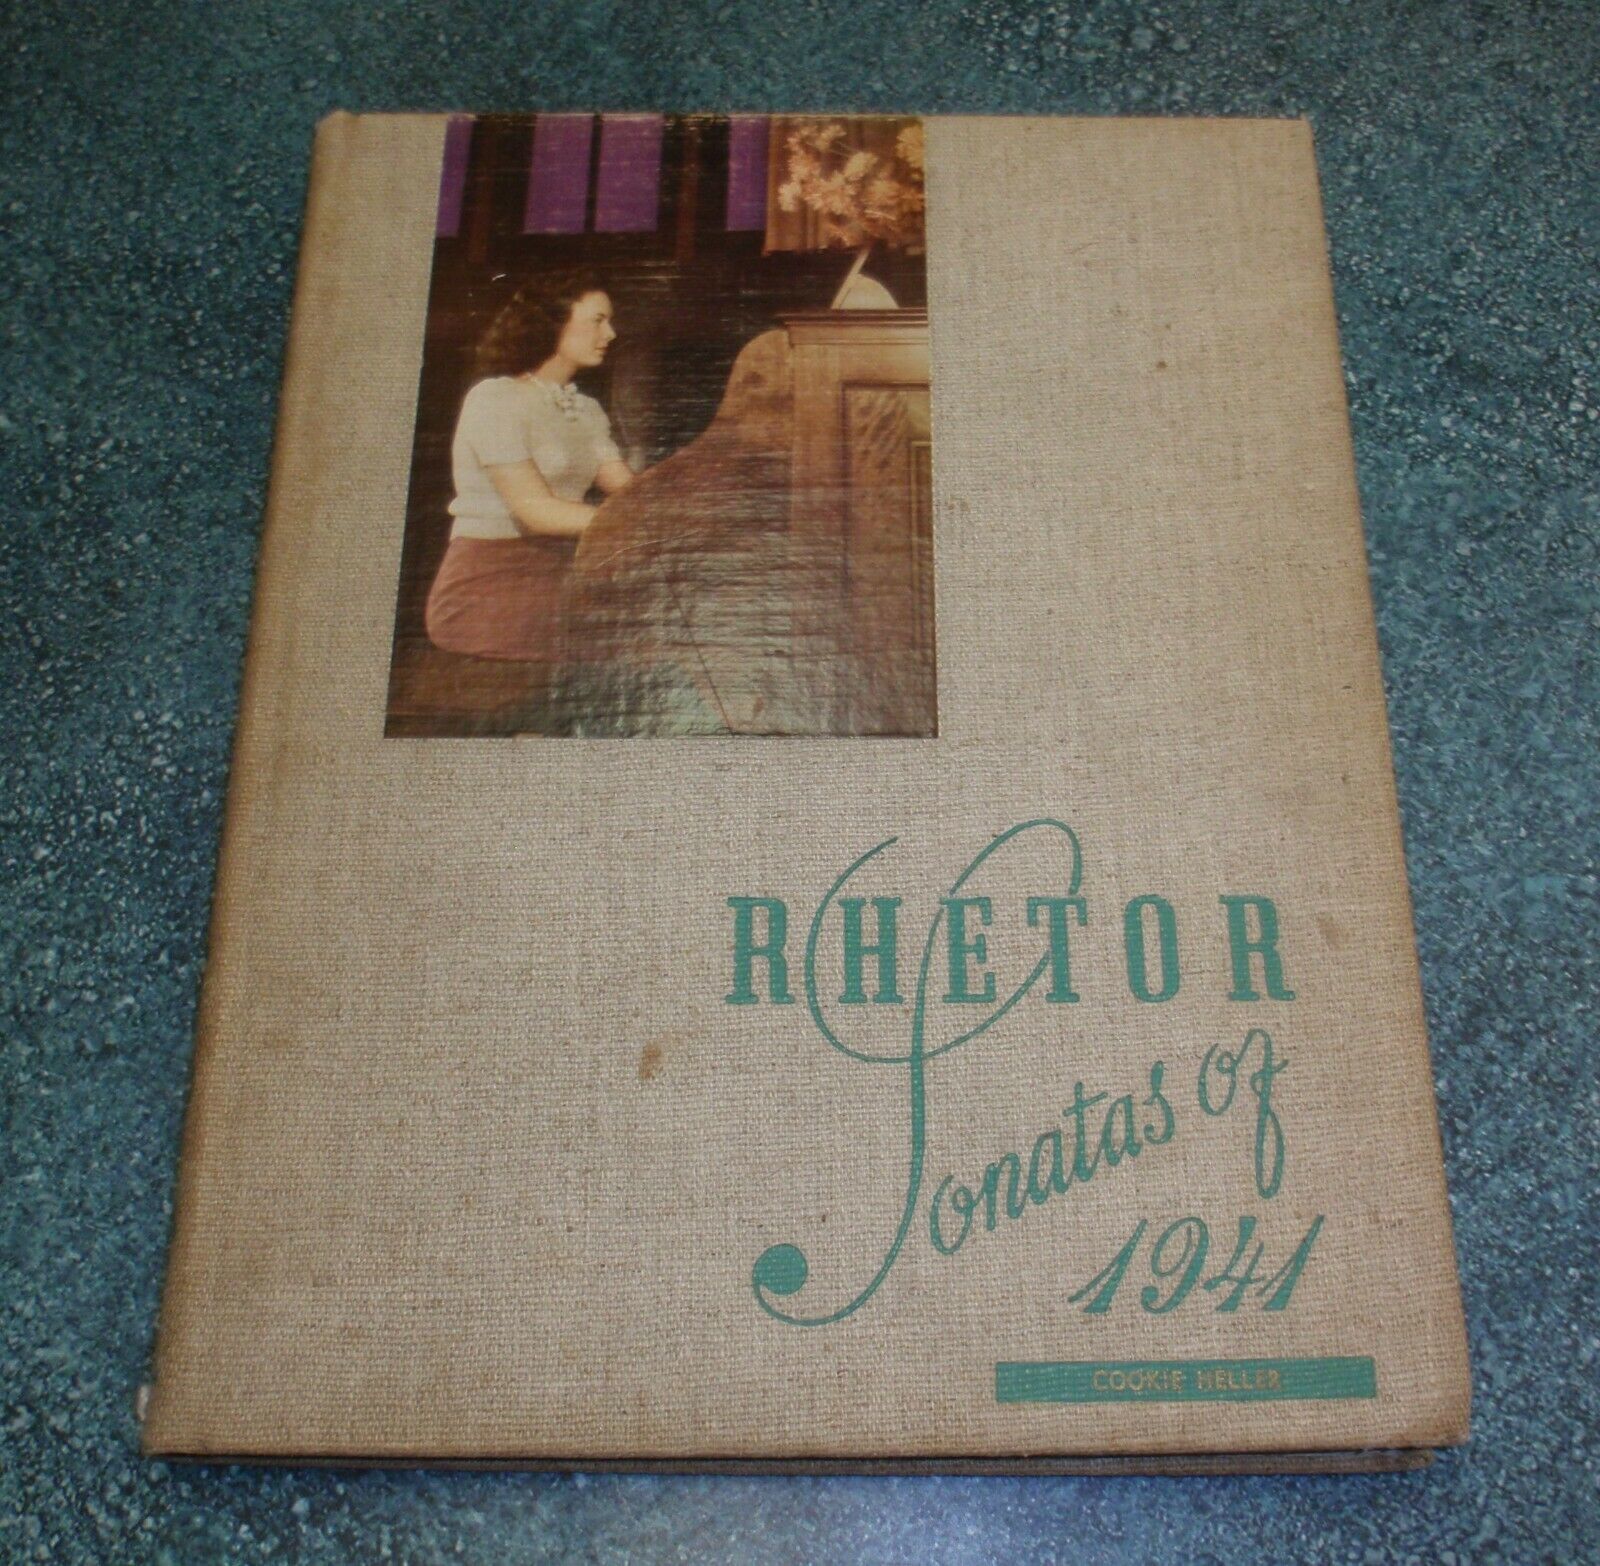 RHETOR
Sonatas of
1941
COOKIE HELLER